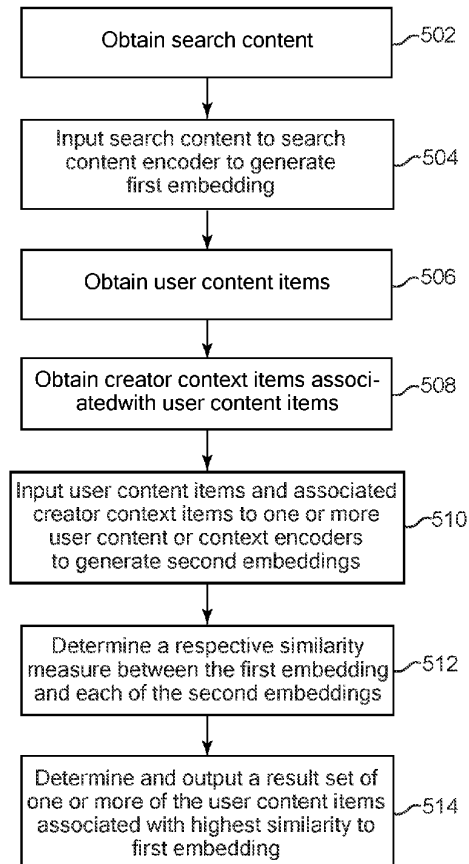 Obtain search content
502
Input search content to search
content encoder to generate
first embedding
504
Obtain user content items
506
Obtain creator context items associ-
atedwith user content items
508
Input user content items and associated
creator context items to one or more
user content or context encoders
to generate second embeddings
510
Determine a respective similarity
measure between the first embedding
and each of the second embeddings
512
Determine and output a result set of
one or more of the user content items
associated with highest similarity to
first embedding
514